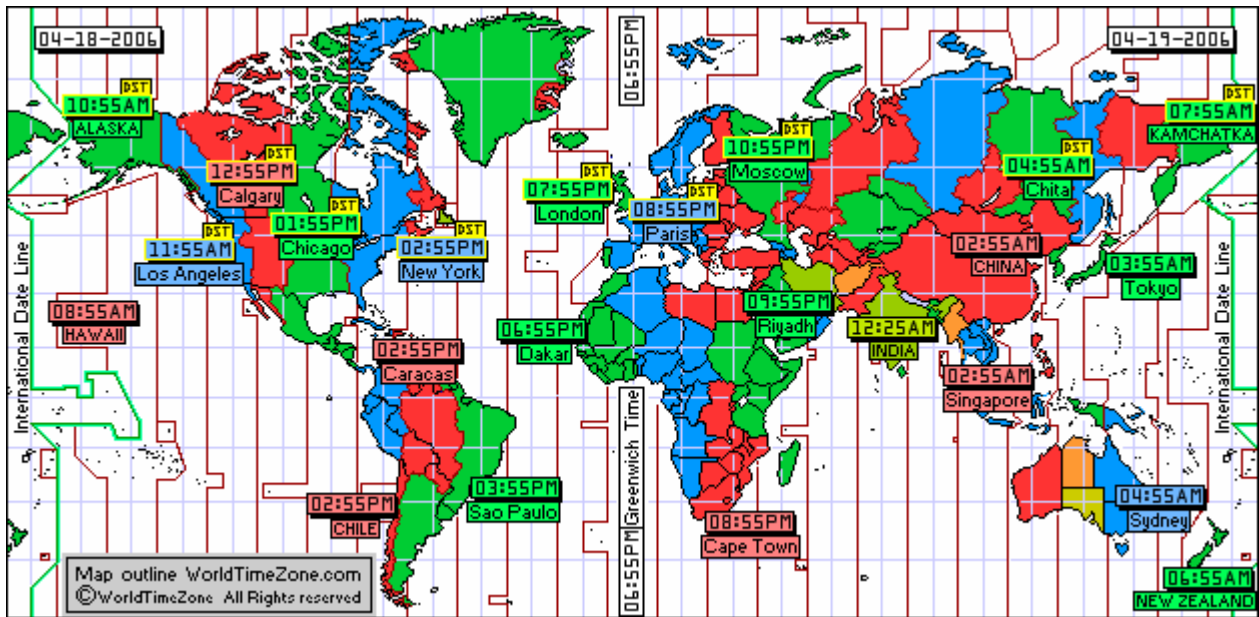 04-18-2006
06:55PM
04-19-2006
DST
10:55AM
ALASKA
DST
07:55AM
KAMCHATKA
DST
12:55PM
Calgary
DST
10:55PM
Moscow
DST
04:55AM
Chita
DST
07:55PM
London
DST
08:55PM
Paris
DST
01:55PM
Chicago
DST
11:55AM
Los Angeles
DST
02:55PM
New York
02:55AM
CHINA
03:55AM
Tokyo
International Date Line
08:55AM
HAWAII
09:55PM
Riyadh
12:25AM
INDIA
06:55PM
Dakar
02:55PM
Caracas
02:55AM
Singapore
International Date Line
06:55PM Greenwich Time
02:55PM
CHILE
03:55PM
Sao Paulo
08:55PM
Cape Town
04:55AM
Sydney
06:55AM
NEW ZEALAND
Map outline WorldTimeZone.com
©WorldTimeZone All Rights reserved